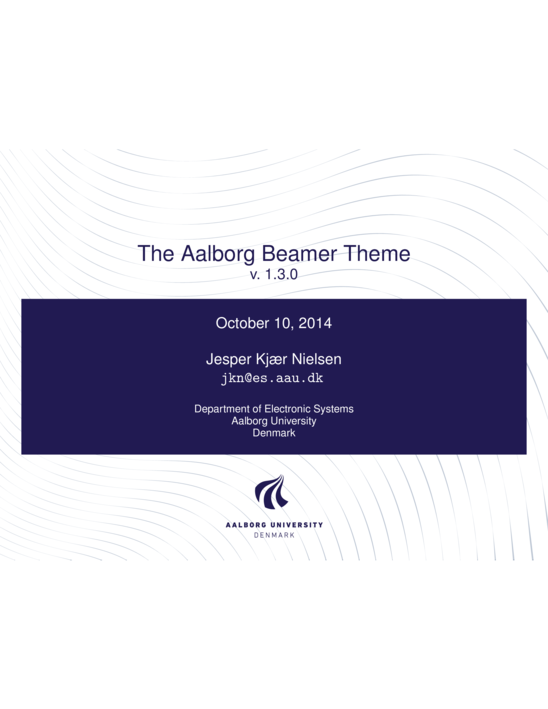 The Aalborg Beamer Theme
v. 1.3.0
October 10, 2014
Jesper Kjær Nielsen
jkn@es.aau.dk
Department of Electronic Systems
Aalborg University
Denmark
AALBORG UNIVERSITY
DENMARK